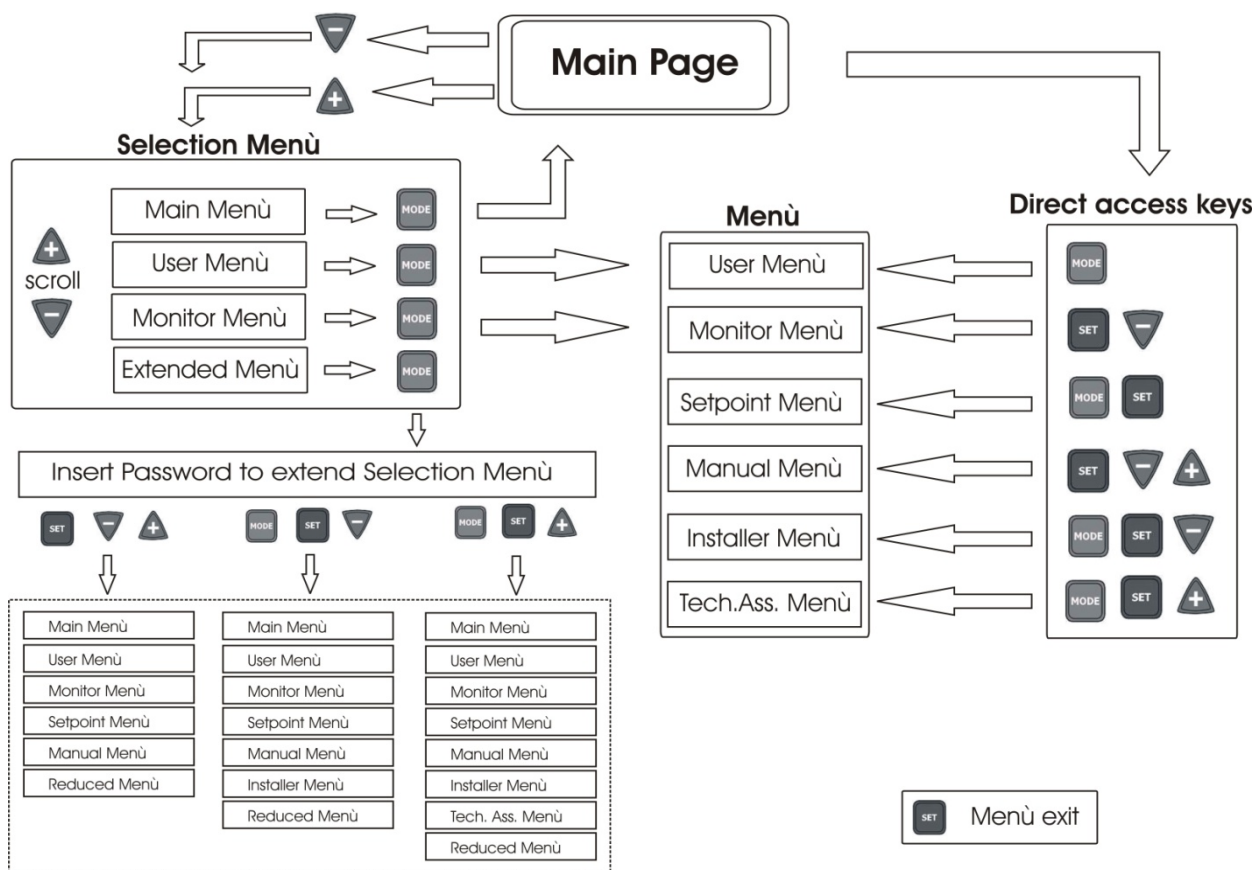 Main Page
Selection Menù
Main Menù
MODE
User Menù
MODE
scroll
Monitor Menù
MODE
Extended Menù
MODE
Insert Password to extend Selection Menù
SET
MODE
SET
MODE
SET
Main Menù
User Menù
Monitor Menù
Setpoint Menù
Manual Menù
Reduced Menù
Main Menù
User Menù
Monitor Menù
Setpoint Menù
Manual Menù
Installer Menù
Reduced Menù
Main Menù
User Menù
Monitor Menù
Setpoint Menù
Manual Menù
Installer Menù
Tech. Ass. Menù
Reduced Menù
Menù
User Menù
Monitor Menù
Setpoint Menù
Manual Menù
Installer Menù
Tech.Ass. Menù
Direct access keys
MODE
SET
MODE SET
SET
MODE SET
MODE SET
SET Menù exit